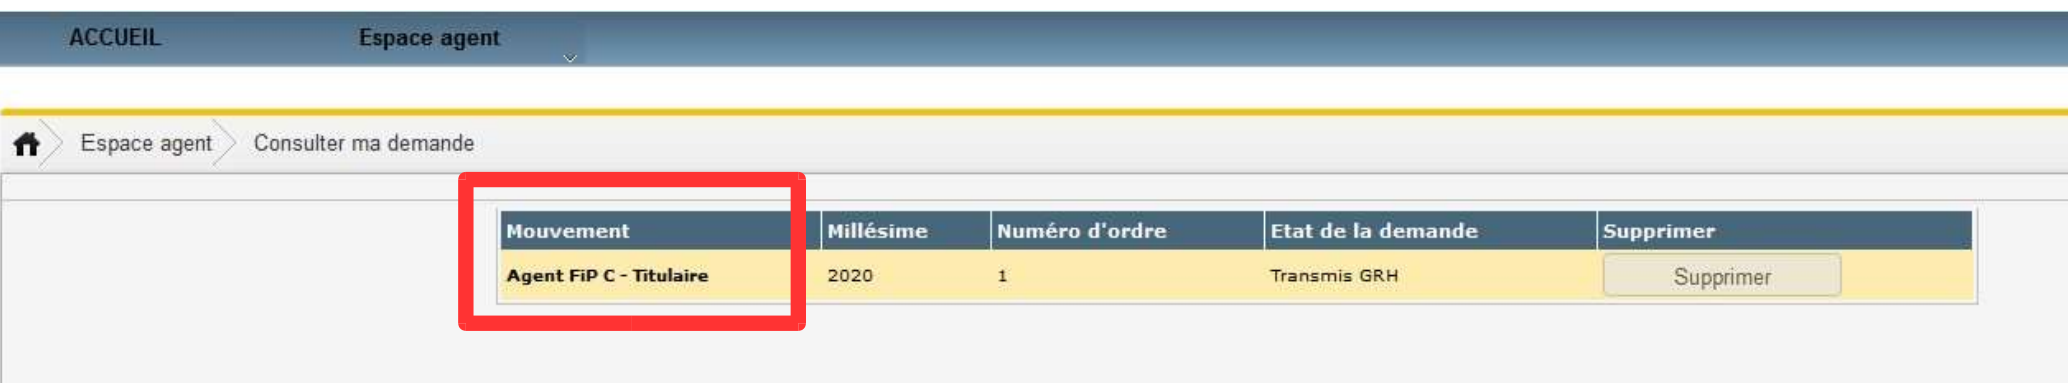 ACCUEIL Espace agent
Espace agent Consulter ma demande
Mouvement Millésime Numéro d'ordre Etat de la demande Supprimer
Agent FiP C - Titulaire 2020 1 Transmis GRH Supprimer